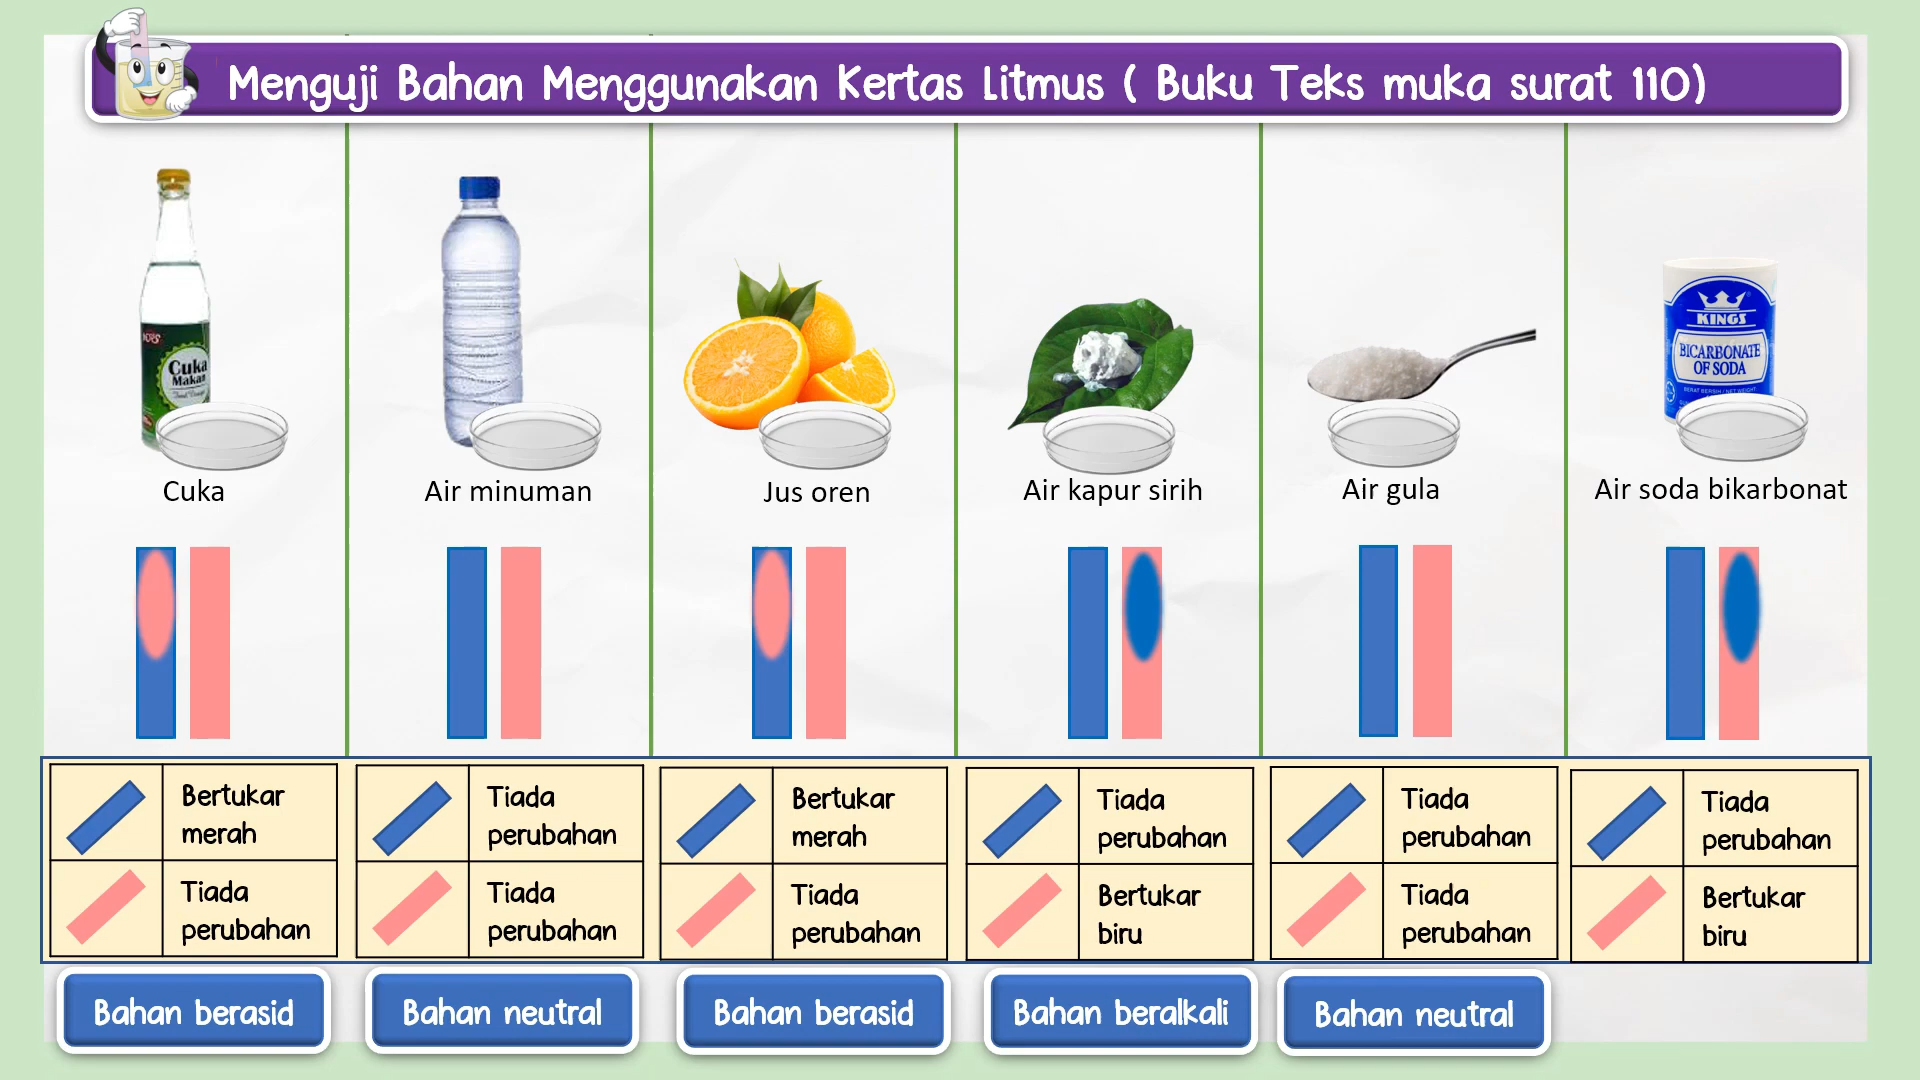 Menguji Bahan Menggunakan Kertas Litmus ( Buku Teks muka surat 110)
Cuka
Makan
KINGS
BICARBONATE
OF SODA
Cuka
Air minuman
Jus oren
Air kapur sirih
Air gula
Air soda bikarbonat
Bertukar
merah
Tiada
perubahan
Tiada
perubahan
Tiada
perubahan
Bertukar
merah
Tiada
perubahan
Tiada
perubahan
Bertukar
biru
Tiada
perubahan
Tiada
perubahan
Tiada
perubahan
Bertukar
biru
Bahan berasid
Bahan neutral
Bahan berasid
Bahan beralkali
Bahan neutral